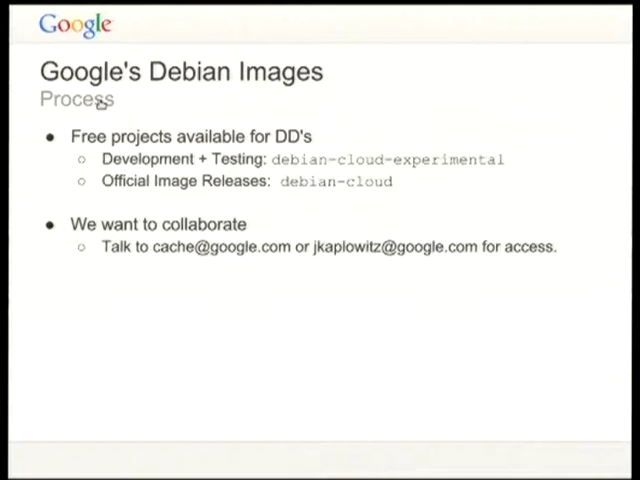 Google
Google's Debian Images
Process
● Free projects available for DD's
○ Development + Testing: debian-cloud-experimental
○ Official Image Releases: debian-cloud
● We want to collaborate
○ Talk to cache@google.com or jkaplowitz@google.com for access.